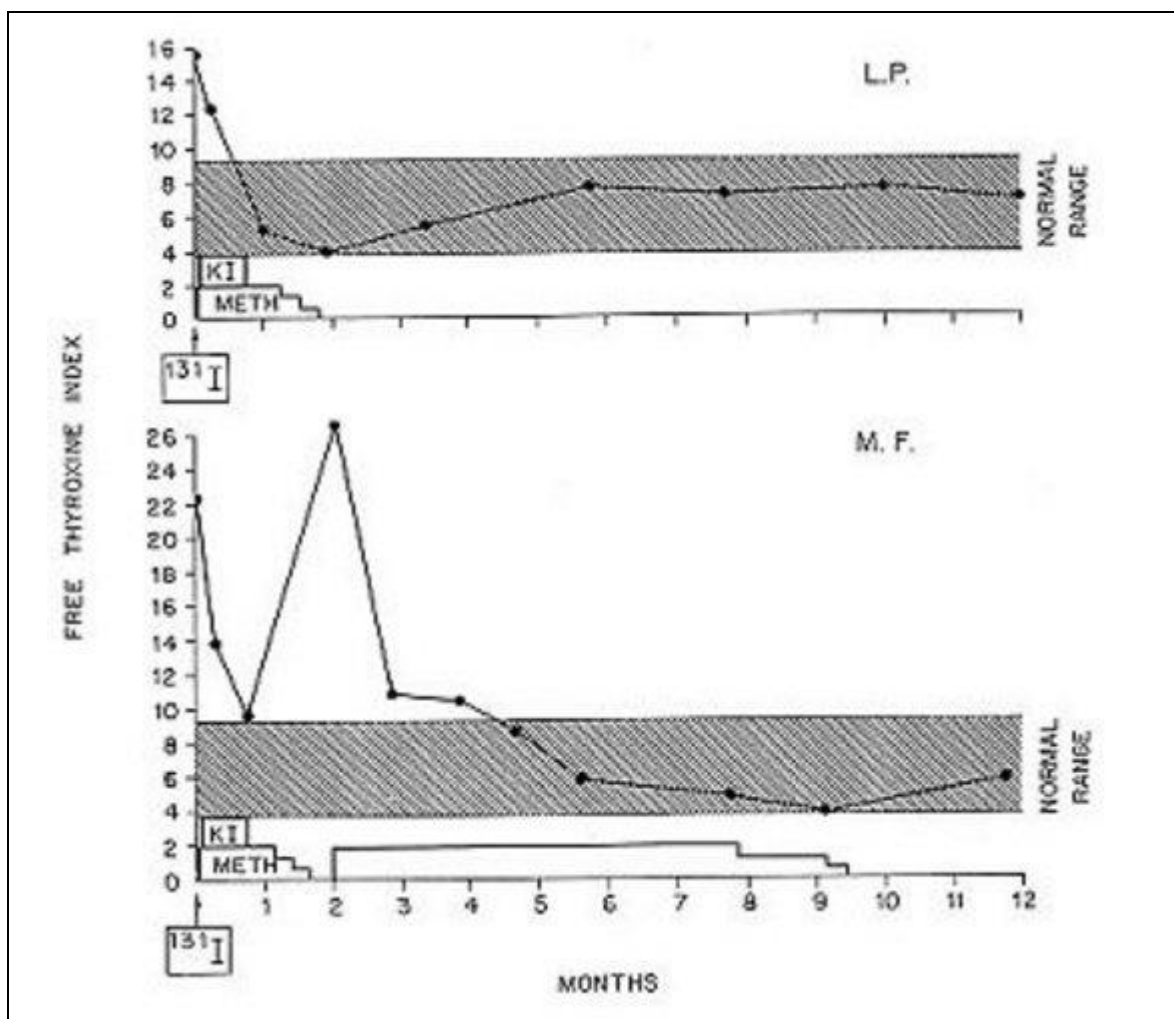 16
L.P.
14
12
10
8
6
4
2
0
KI
METH
NORMAL
RANGE
131I
FREE THYROXINE INDEX
26
M. F.
24
22
20
18
16
14
12
10
8
6
4
2
0
KI
METH
NORMAL
RANGE
1 2 3 4 5 6 7 8 9 10 11 12
131I
MONTHS